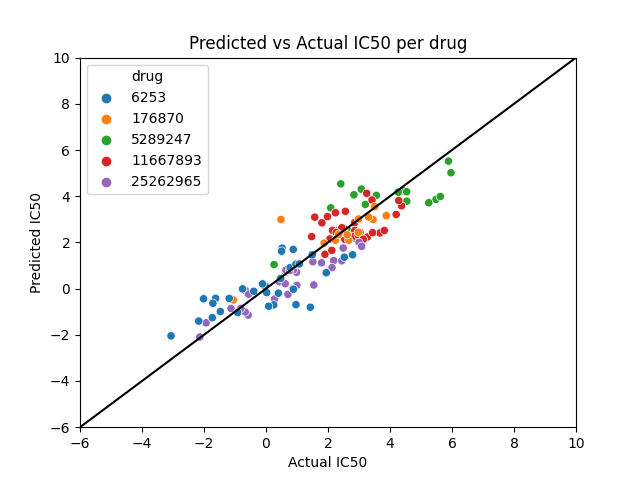 Predicted vs Actual IC50 per drug
drug
6253
176870
5289247
11667893
25262965
10
8
6
4
2
0
−2
−4
−6
Predicted IC50
−6 −4 −2 0 2 4 6 8 10
Actual IC50